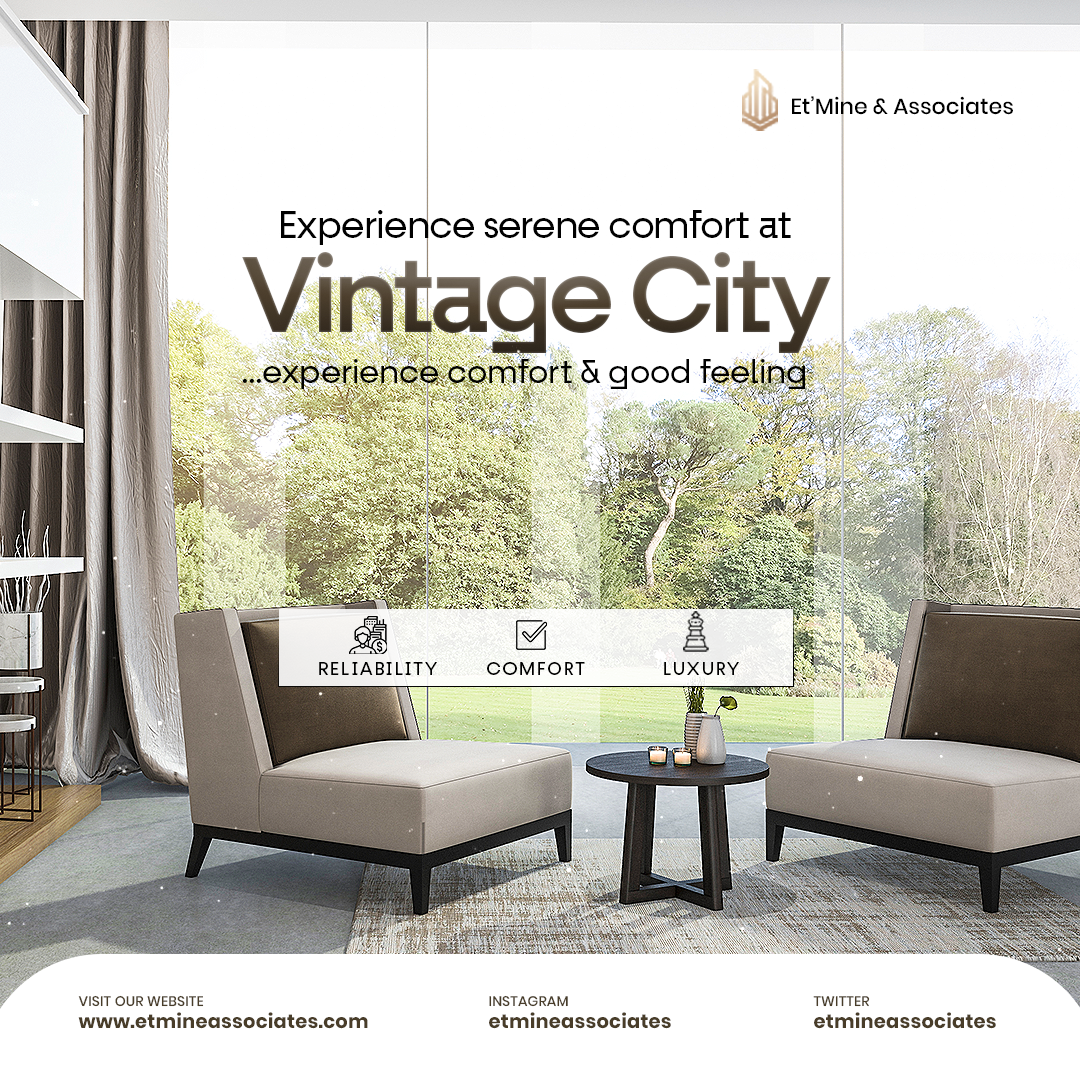 Et'Mine & Associates
Experience serene comfort at
Vintage City
...experience comfort & good feeling
RELIABILITY COMFORT LUXURY
VISIT OUR WEBSITE INSTAGRAM TWITTER
www.etmineassociates.com etmineassociates etmineassociates